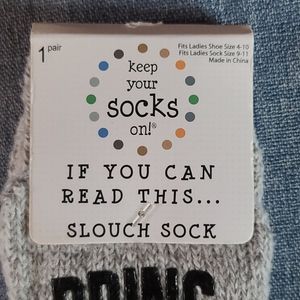 1 pair
Fits Ladies Shoe Size 4-10
Fits Ladies Sock Size 9-11
Made in China
keep
your
socks
on!®
IF YOU CAN
READ THIS...
SLOUCH SOCK
BRING